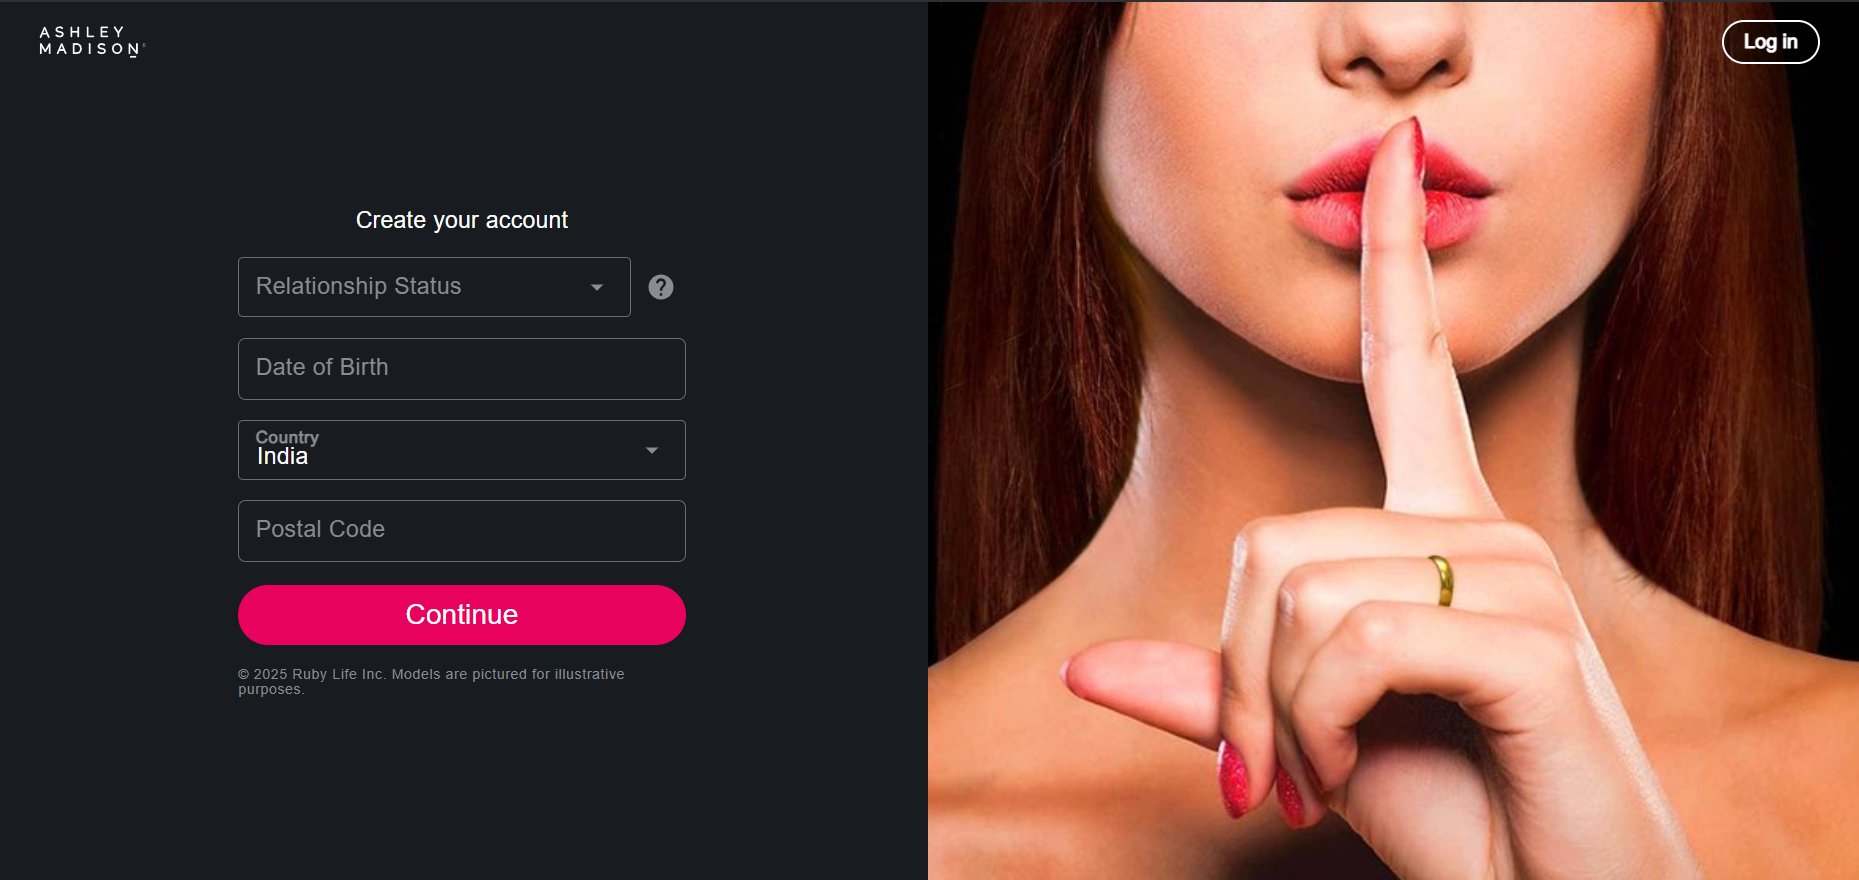 ASHLEY
MADISON
Log in
Create your account
Relationship Status
Date of Birth
Country
India
Postal Code
Continue
© 2025 Ruby Life Inc. Models are pictured for illustrative
purposes.